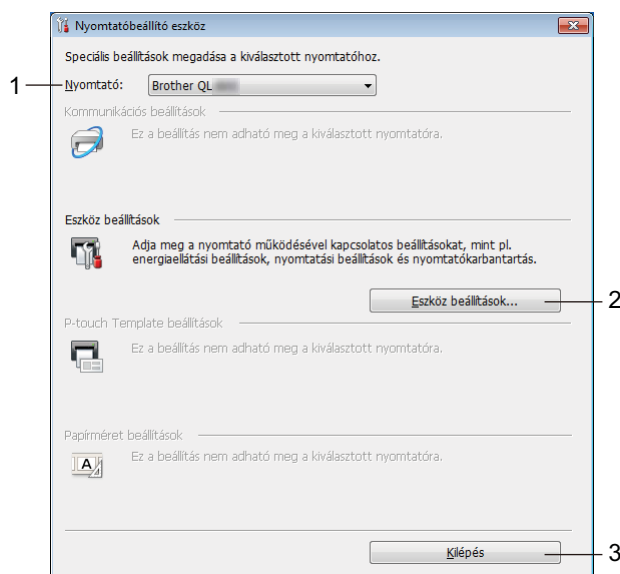 Nyomtatóbeállító eszköz
Speciális beállítások megadása a kiválasztott nyomtatóhoz.
1
Nyomtató: Brother QL
Kommunikációs beállítások
Ez a beállítás nem adható meg a kiválasztott nyomtatóra.
Eszköz beállítások
Adja meg a nyomtató működésével kapcsolatos beállításokat, mint pl.
energiaellátási beállítások, nyomtatási beállítások és nyomtatókarbantartás.
Eszköz beállítások...
2
P-touch Template beállítások
Ez a beállítás nem adható meg a kiválasztott nyomtatóra.
Papírméret beállítások
A
Ez a beállítás nem adható meg a kiválasztott nyomtatóra.
Kilépés
3